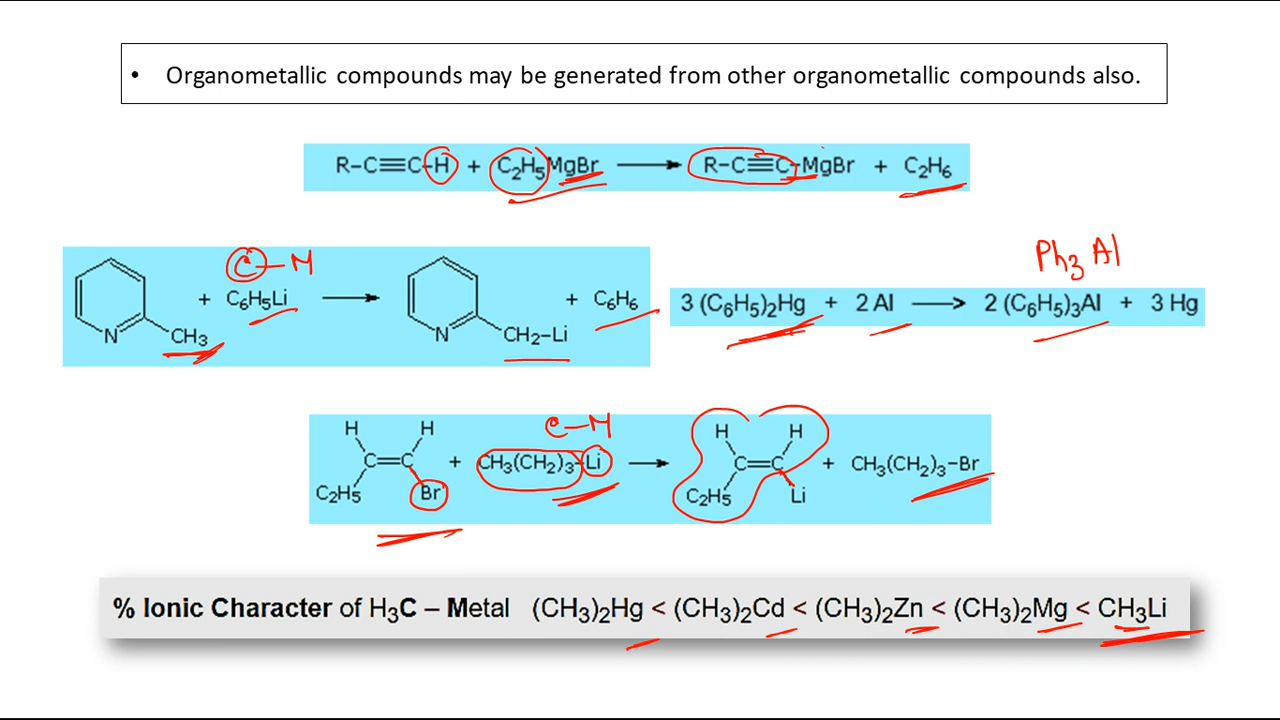 • Organometallic compounds may be generated from other organometallic compounds also.
R–C≡C–H + C₂H₅MgBr ⟶ R–C≡C–MgBr + C₂H₆
C–M
N CH₃ + C₆H₅Li ⟶ N CH₂–Li + C₆H₆
Ph₃ Al
3 (C₆H₅)₂Hg + 2 Al ⟶ 2 (C₆H₅)₃Al + 3 Hg
C–M
H H H H
C=C + CH₃(CH₂)₃–Li ⟶ C=C + CH₃(CH₂)₃–Br
C₂H₅ Br C₂H₅ Li
% Ionic Character of H₃C – Metal (CH₃)₂Hg < (CH₃)₂Cd < (CH₃)₂Zn < (CH₃)₂Mg < CH₃Li